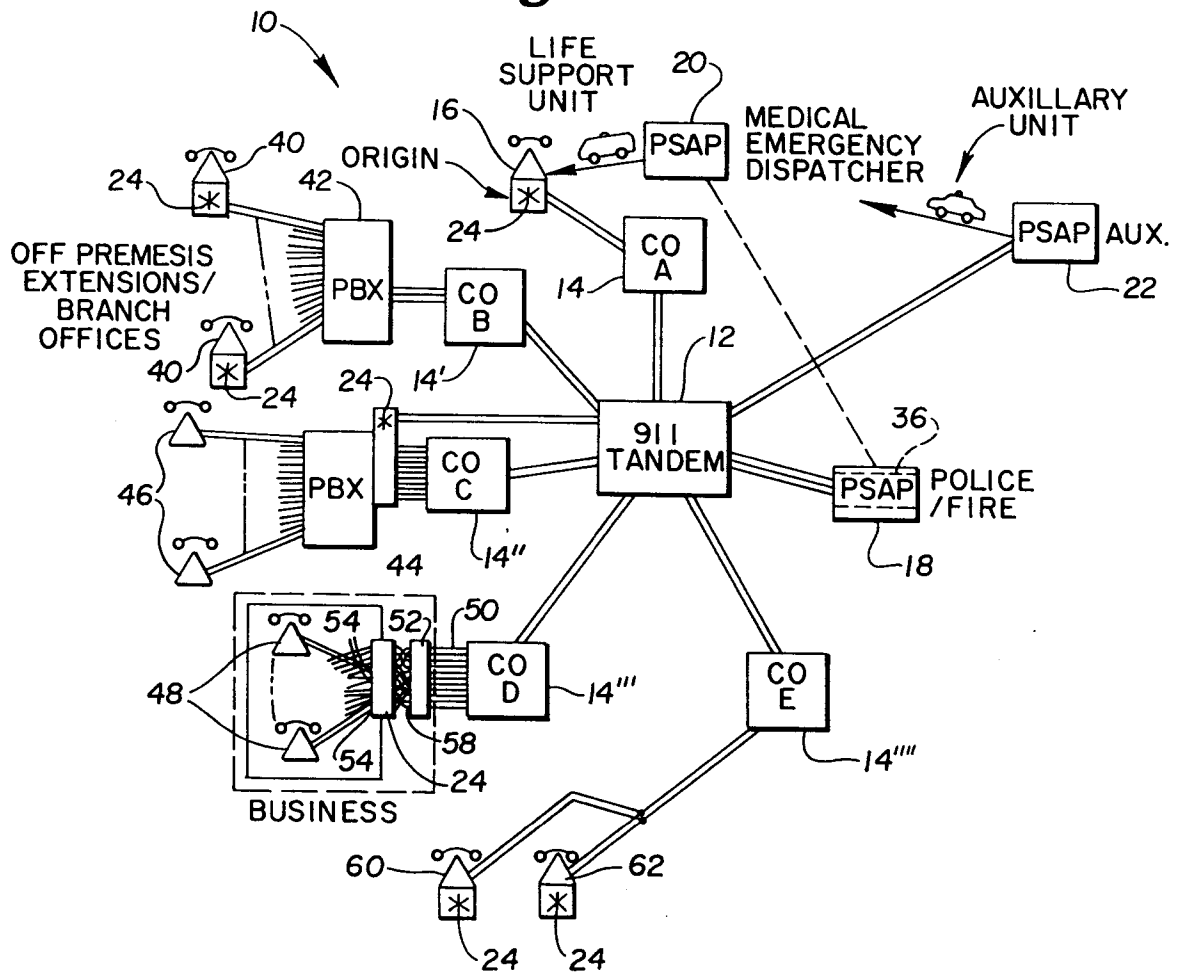 10
LIFE
SUPPORT
UNIT
20
16
PSAP
MEDICAL
EMERGENCY
DISPATCHER
AUXILLARY
UNIT
ORIGIN
40
24
42
24
PSAP AUX.
22
OFF PREMESIS
EXTENSIONS/
BRANCH
OFFICES
PBX
CO
B
14
CO
A
12
40
24
14'
24
911
TANDEM
36
PSAP
POLICE
/FIRE
18
46
PBX
CO
C
14''
44
54
52
50
48
CO
D
14'''
CO
E
14''''
54
58
24
BUSINESS
60
62
24
24